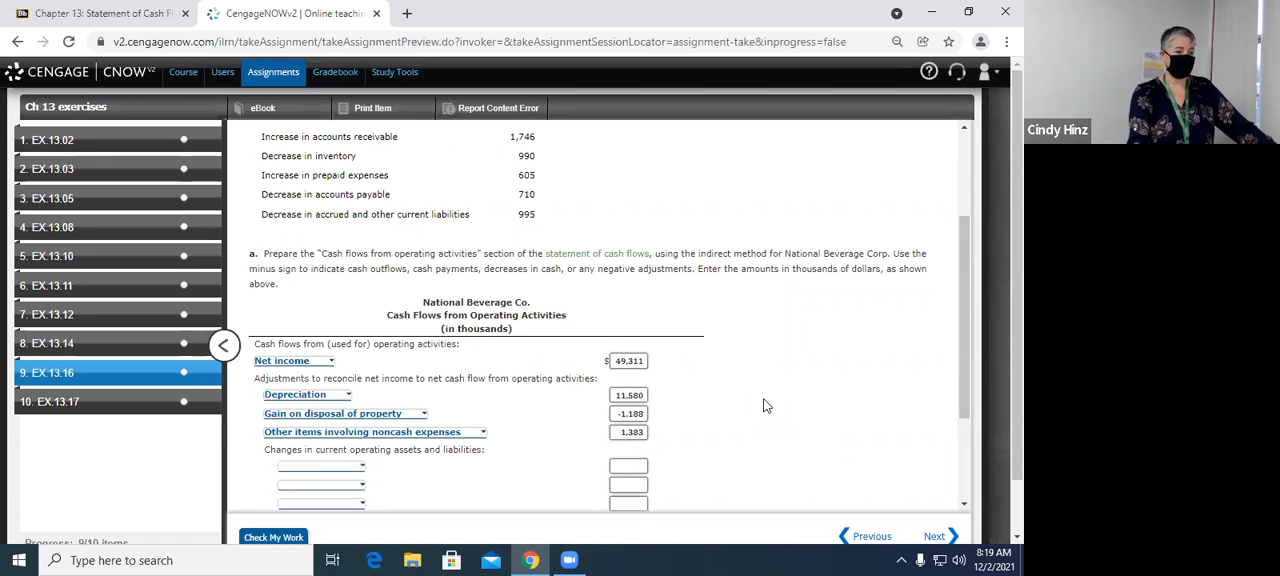 Chapter 13: Statement of Cash F
CengageNOWv2 | Online teachin
v2.cengagenow.com/ilrn/takeAssignment/takeAssignmentPreview.do?invoker=&takeAssignmentSessionLocator=assignment-take&inprogress=false
CENGAGE | CNOWv2 Course Users Assignments Gradebook Study Tools
Ch 13 exercises
eBook Print Item Report Content Error
1. EX.13.02
2. EX.13.03
3. EX.13.05
4. EX.13.08
5. EX.13.10
6. EX.13.11
7. EX.13.12
8. EX.13.14
9. EX.13.16
10. EX.13.17
Progress: 9/10 items
Increase in accounts receivable 1,746
Decrease in inventory 990
Increase in prepaid expenses 605
Decrease in accounts payable 710
Decrease in accrued and other current liabilities 995
a. Prepare the "Cash flows from operating activities" section of the statement of cash flows, using the indirect method for National Beverage Corp. Use the
minus sign to indicate cash outflows, cash payments, decreases in cash, or any negative adjustments. Enter the amounts in thousands of dollars, as shown
above.
National Beverage Co.
Cash Flows from Operating Activities
(in thousands)
Cash flows from (used for) operating activities:
Net income $ 49,311
Adjustments to reconcile net income to net cash flow from operating activities:
Depreciation 11,580
Gain on disposal of property -1,188
Other items involving noncash expenses 1,383
Changes in current operating assets and liabilities:
Check My Work Previous Next
Cindy Hinz
Type here to search
8:19 AM
12/2/2021